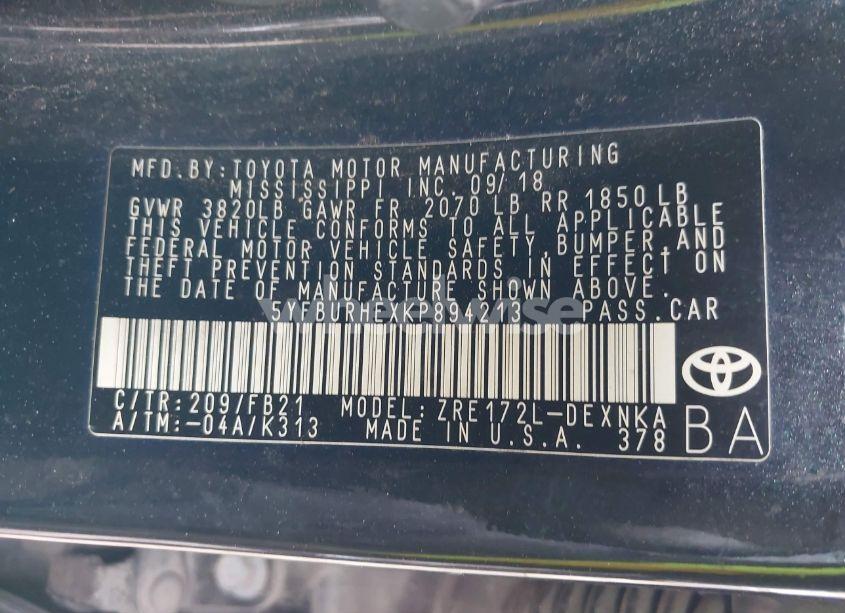 MFD.BY:TOYOTA MOTOR MANUFACTURING
MISSISSIPPI INC. 09/18
GVWR 3820LB GAWR FR 2070 LB RR 1850 LB
THIS VEHICLE CONFORMS TO ALL APPLICABLE
FEDERAL MOTOR VEHICLE SAFETY, BUMPER, AND
THEFT PREVENTION STANDARDS IN EFFECT ON
THE DATE OF MANUFACTURE SHOWN ABOVE.
5YFBURHEXKP894213 PASS.CAR
C/TR:209/FB21 MODEL: ZRE172L-DEXNKA
A/TM:-04A/K313 MADE IN U.S.A. 378
BA